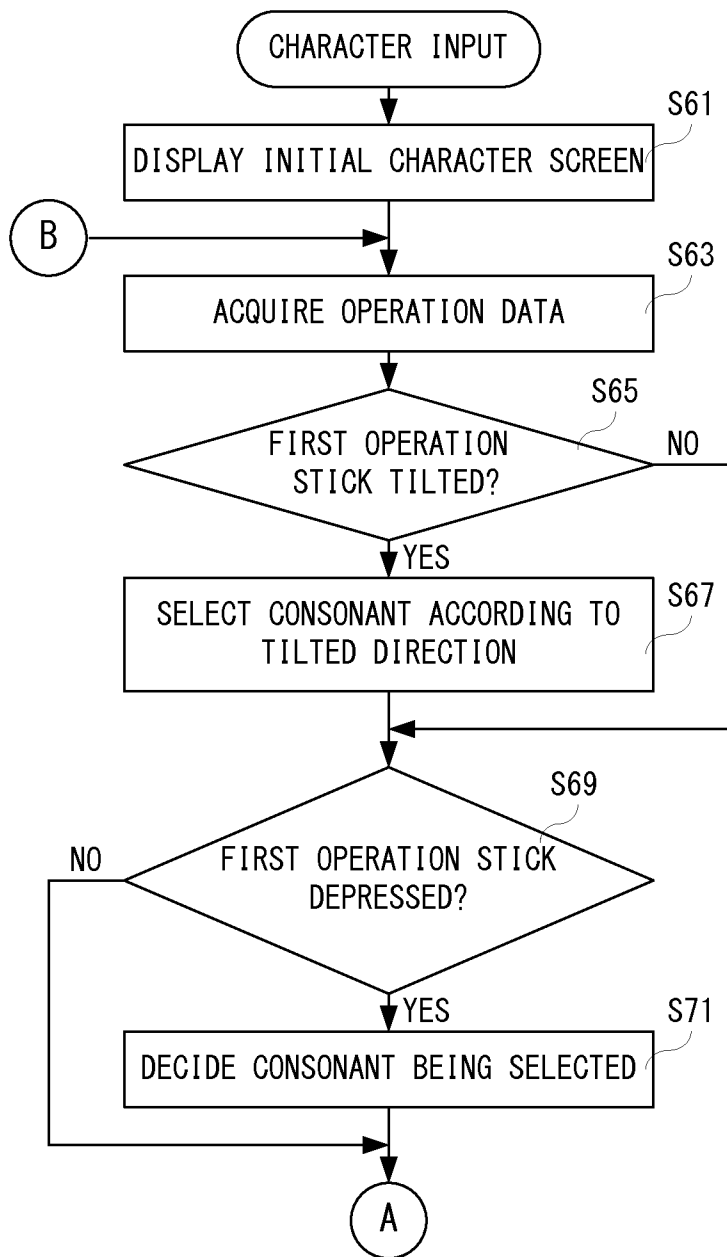 CHARACTER INPUT
S61
DISPLAY INITIAL CHARACTER SCREEN
B
S63
ACQUIRE OPERATION DATA
S65
FIRST OPERATION
STICK TILTED?
NO
YES
S67
SELECT CONSONANT ACCORDING TO
TILTED DIRECTION
S69
NO
FIRST OPERATION STICK
DEPRESSED?
YES
S71
DECIDE CONSONANT BEING SELECTED
A